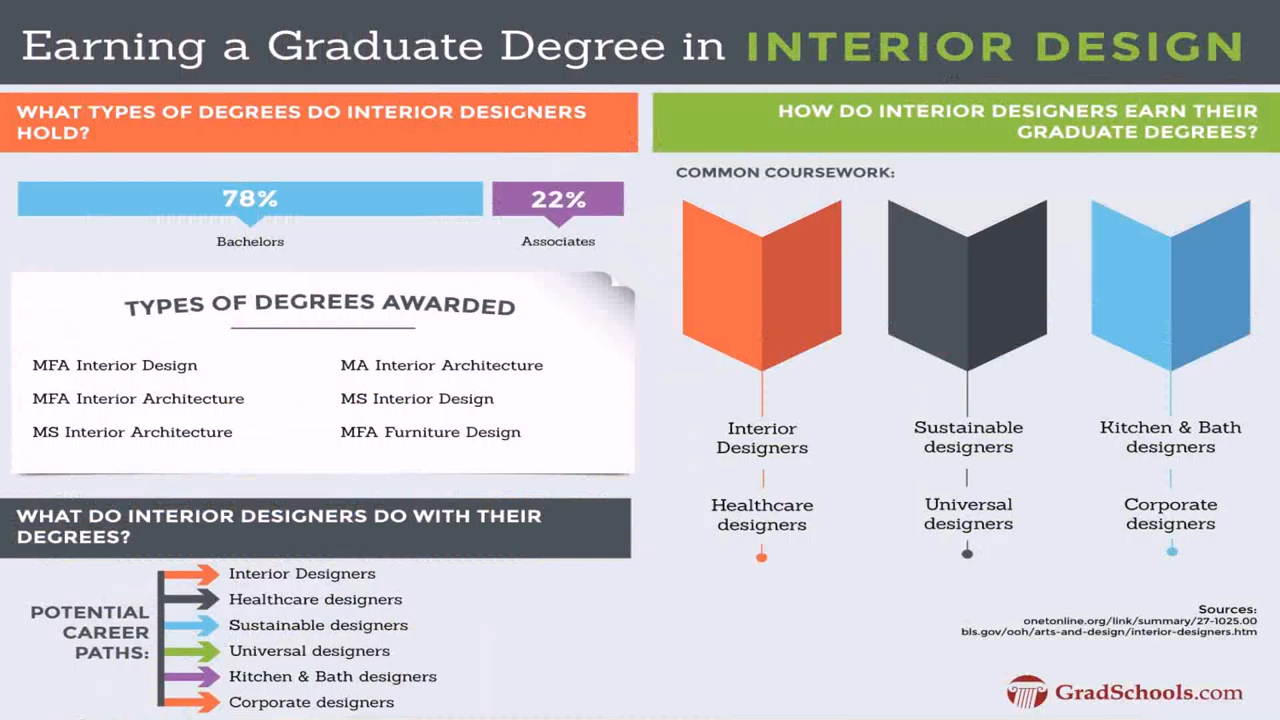 Earning a Graduate Degree in INTERIOR DESIGN
WHAT TYPES OF DEGREES DO INTERIOR DESIGNERS
HOLD?
78%
22%
Bachelors
Associates
TYPES OF DEGREES AWARDED
MFA Interior Design
MA Interior Architecture
MFA Interior Architecture
MS Interior Design
MS Interior Architecture
MFA Furniture Design
WHAT DO INTERIOR DESIGNERS DO WITH THEIR
DEGREES?
POTENTIAL
CAREER
PATHS:
Interior Designers
Healthcare designers
Sustainable designers
Universal designers
Kitchen & Bath designers
Corporate designers
HOW DO INTERIOR DESIGNERS EARN THEIR
GRADUATE DEGREES?
COMMON COURSEWORK:
Interior
Designers
Healthcare
designers
Sustainable
designers
Universal
designers
Kitchen & Bath
designers
Corporate
designers
Sources:
onetonline.org/link/summary/27-1025.00
bls.gov/ooh/arts-and-design/interior-designers.htm
GradSchools.com